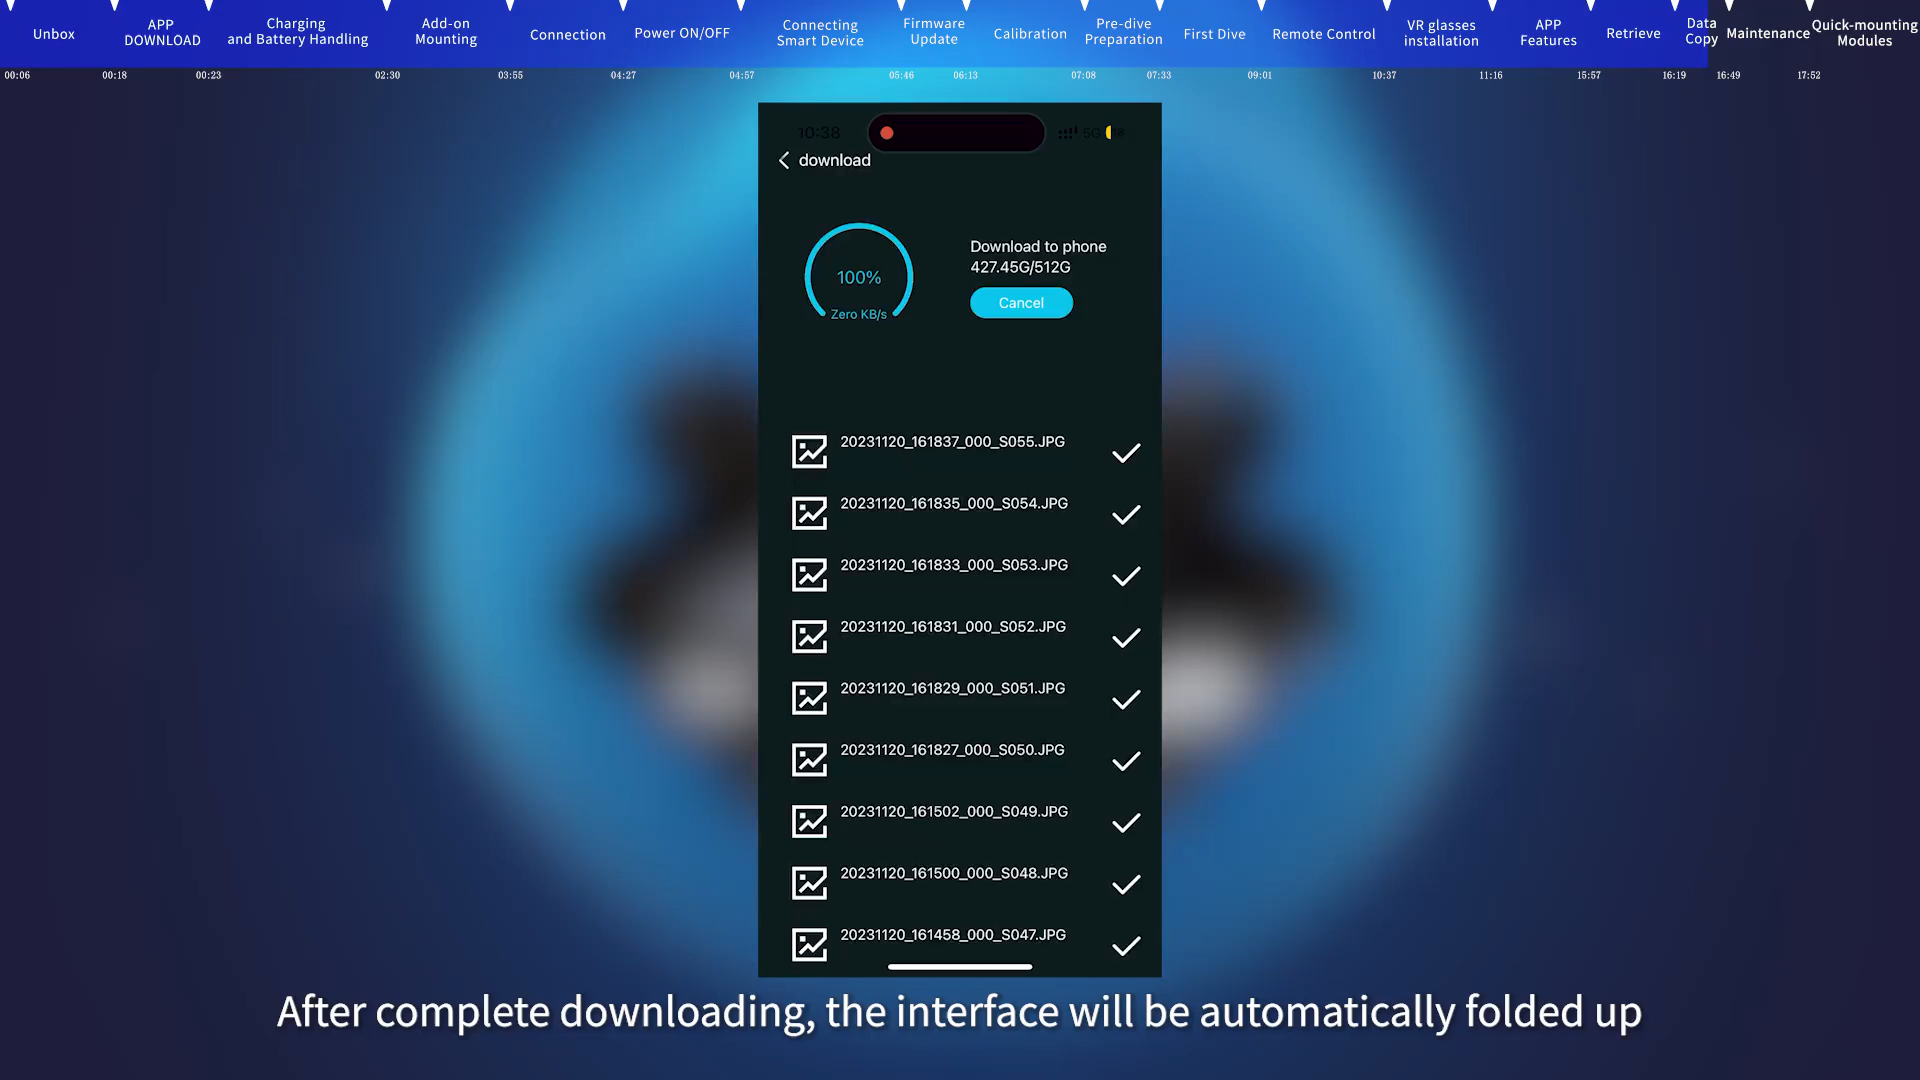 Unbox
APP
DOWNLOAD
Charging
and Battery Handling
Add-on
Mounting
Connection
Power ON/OFF
Connecting
Smart Device
Firmware
Update
Calibration
Pre-dive
Preparation
First Dive
Remote Control
VR glasses
installation
APP
Features
Retrieve
Data
Copy
Maintenance
Quick-mounting
Modules
00:06
00:18
00:23
02:30
03:55
04:27
04:57
05:46
06:13
07:08
07:33
09:01
10:37
11:16
15:57
16:19
16:49
17:52
10:38
5G
download
100%
Zero KB/s
Download to phone
427.45G/512G
Cancel
20231120_161837_000_S055.JPG
20231120_161835_000_S054.JPG
20231120_161833_000_S053.JPG
20231120_161831_000_S052.JPG
20231120_161829_000_S051.JPG
20231120_161827_000_S050.JPG
20231120_161502_000_S049.JPG
20231120_161500_000_S048.JPG
20231120_161458_000_S047.JPG
After complete downloading, the interface will be automatically folded up